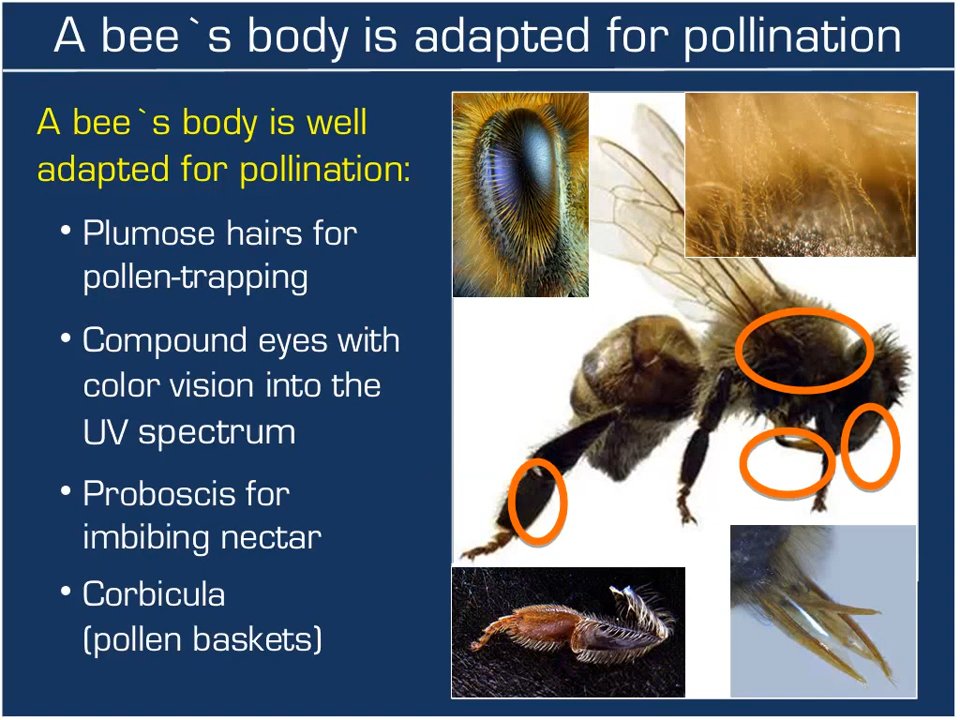 A bee`s body is adapted for pollination
A bee`s body is well
adapted for pollination:
• Plumose hairs for
pollen-trapping
• Compound eyes with
color vision into the
UV spectrum
• Proboscis for
imbibing nectar
• Corbicula
(pollen baskets)